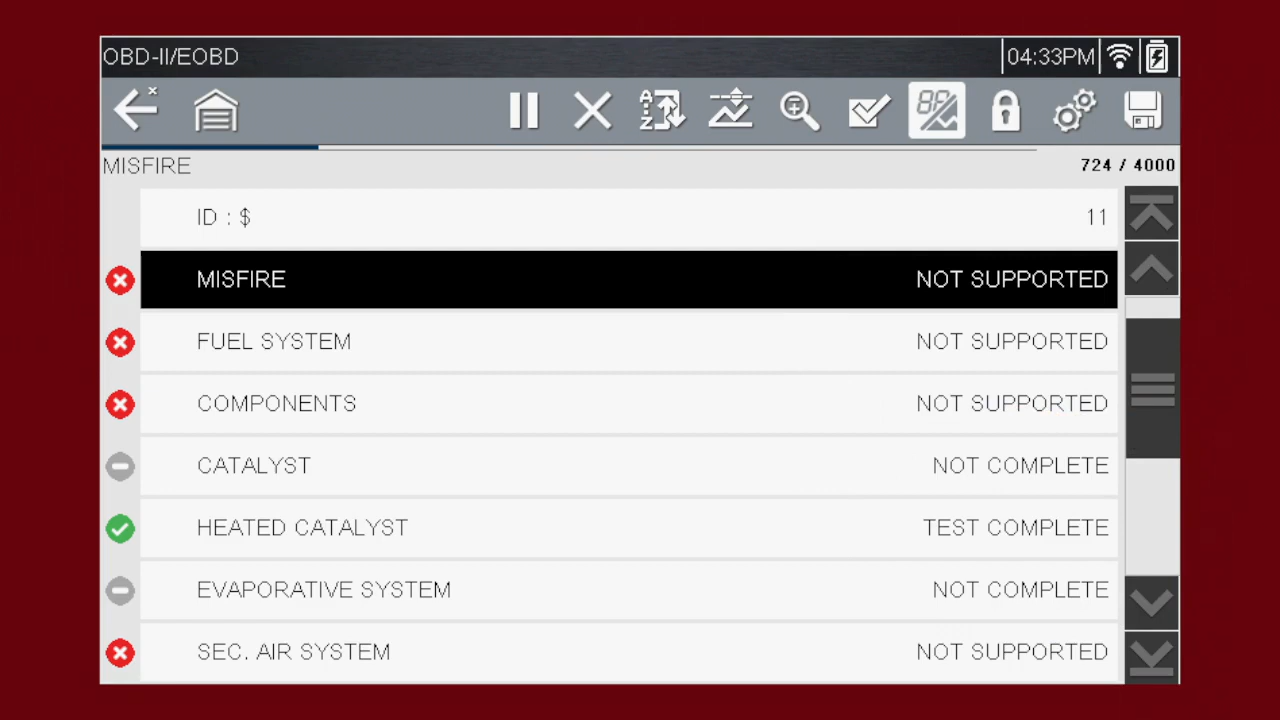 OBD-II/EOBD
04:33PM
MISFIRE
724 / 4000
ID : $ 11
MISFIRE NOT SUPPORTED
FUEL SYSTEM NOT SUPPORTED
COMPONENTS NOT SUPPORTED
CATALYST NOT COMPLETE
HEATED CATALYST TEST COMPLETE
EVAPORATIVE SYSTEM NOT COMPLETE
SEC. AIR SYSTEM NOT SUPPORTED